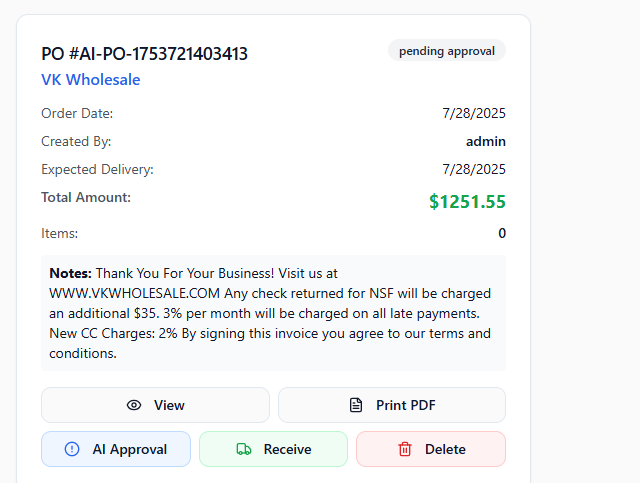 PO #AI-PO-1753721403413
pending approval
VK Wholesale
Order Date: 7/28/2025
Created By: admin
Expected Delivery: 7/28/2025
Total Amount: $1251.55
Items: 0
Notes: Thank You For Your Business! Visit us at
WWW.VKWHOLESALE.COM Any check returned for NSF will be charged
an additional $35. 3% per month will be charged on all late payments.
New CC Charges: 2% By signing this invoice you agree to our terms and
conditions.
View
Print PDF
AI Approval
Receive
Delete